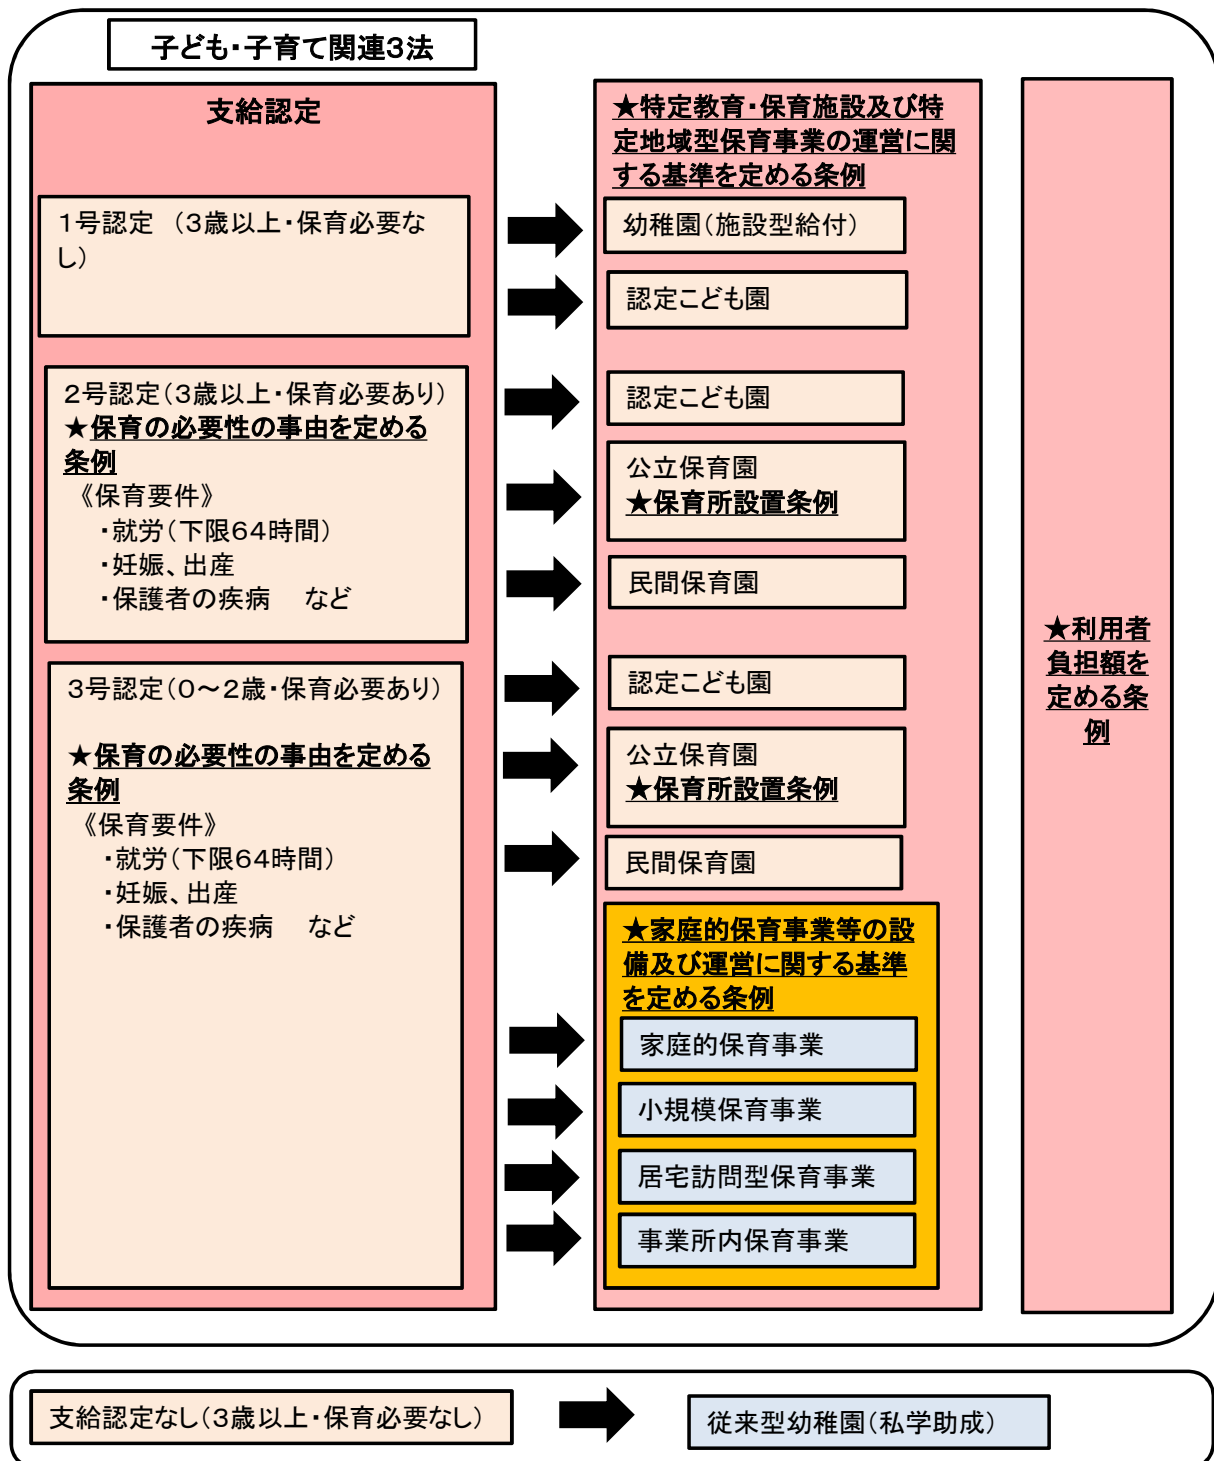 子ども・子育て関連3法
支給認定
1号認定　(3歳以上・保育必要な
し)
2号認定(3歳以上・保育必要あり)
★保育の必要性の事由を定める
条例
《保育要件》
・就労(下限64時間)
・妊娠、出産
・保護者の疾病　など
3号認定(0～2歳・保育必要あり)
★保育の必要性の事由を定める
条例
《保育要件》
・就労(下限64時間)
・妊娠、出産
・保護者の疾病　など
★特定教育・保育施設及び特
定地域型保育事業の運営に関
する基準を定める条例
幼稚園(施設型給付)
認定こども園
認定こども園
公立保育園
★保育所設置条例
民間保育園
認定こども園
公立保育園
★保育所設置条例
民間保育園
★家庭的保育事業等の設
備及び運営に関する基準
を定める条例
家庭的保育事業
小規模保育事業
居宅訪問型保育事業
事業所内保育事業
★利用者
負担額を
定める条
例
支給認定なし(3歳以上・保育必要なし)
従来型幼稚園(私学助成)